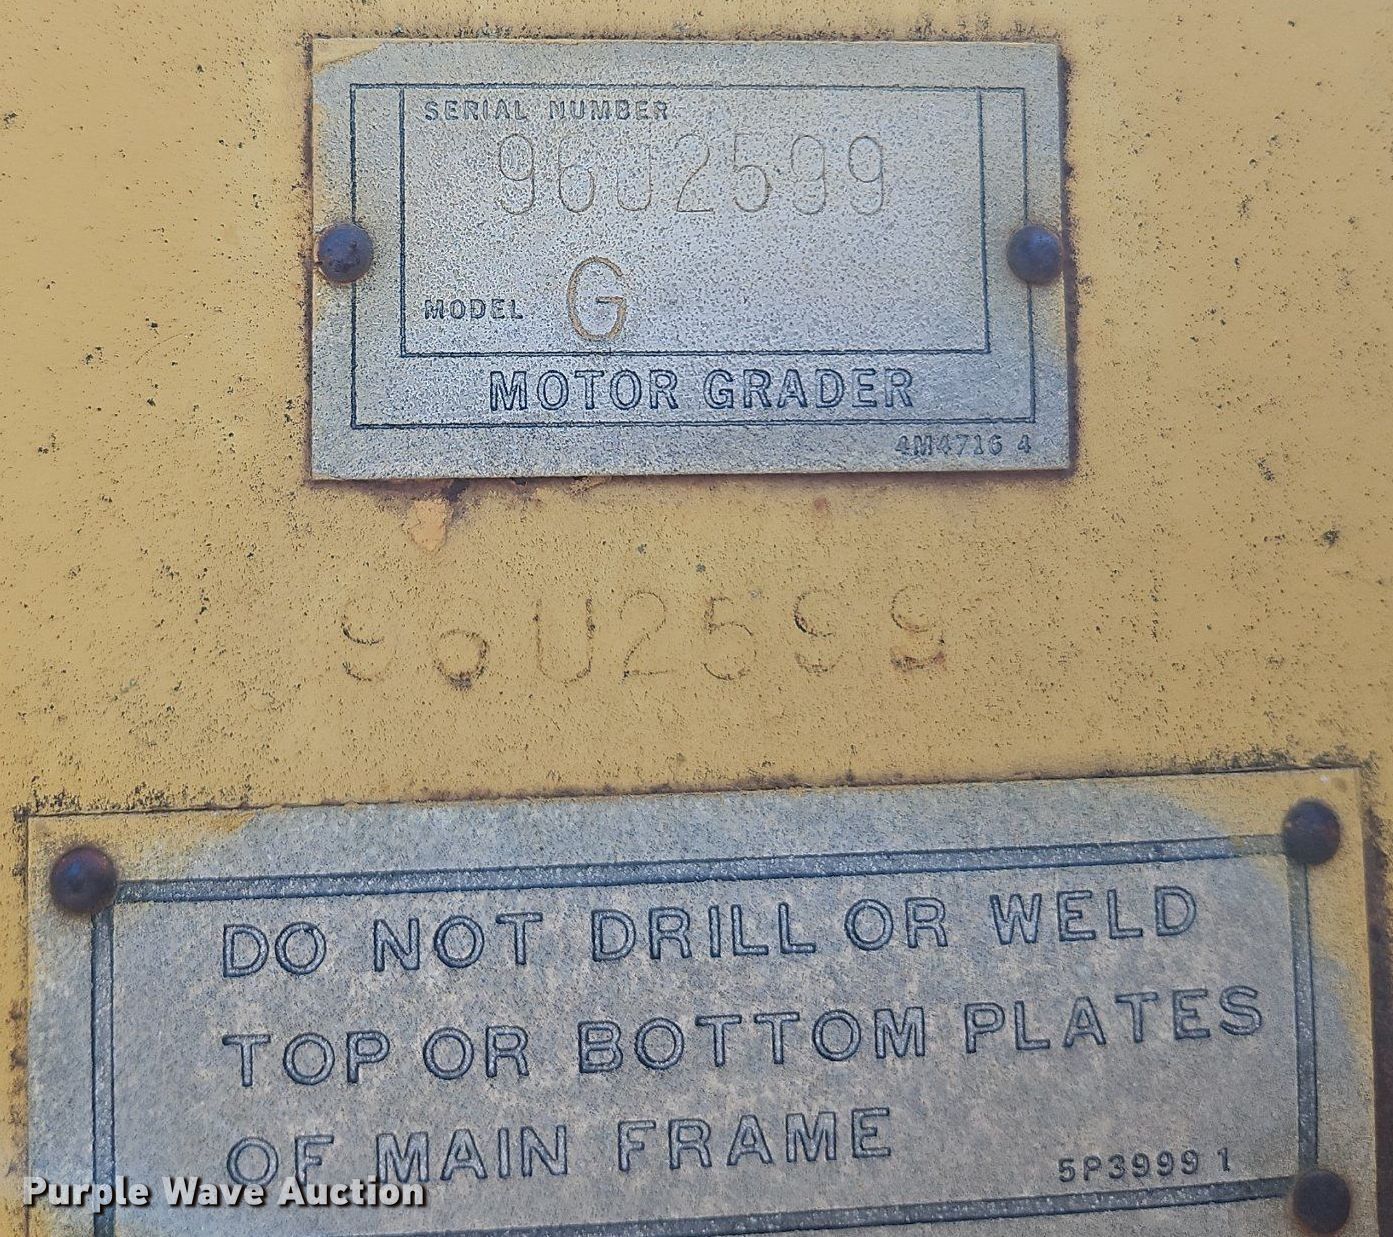 SERIAL NUMBER
96U2599
MODEL G
MOTOR GRADER
4M4716 4
96U2599
DO NOT DRILL OR WELD
TOP OR BOTTOM PLATES
OF MAIN FRAME
5P3999 1
Purple Wave Auction